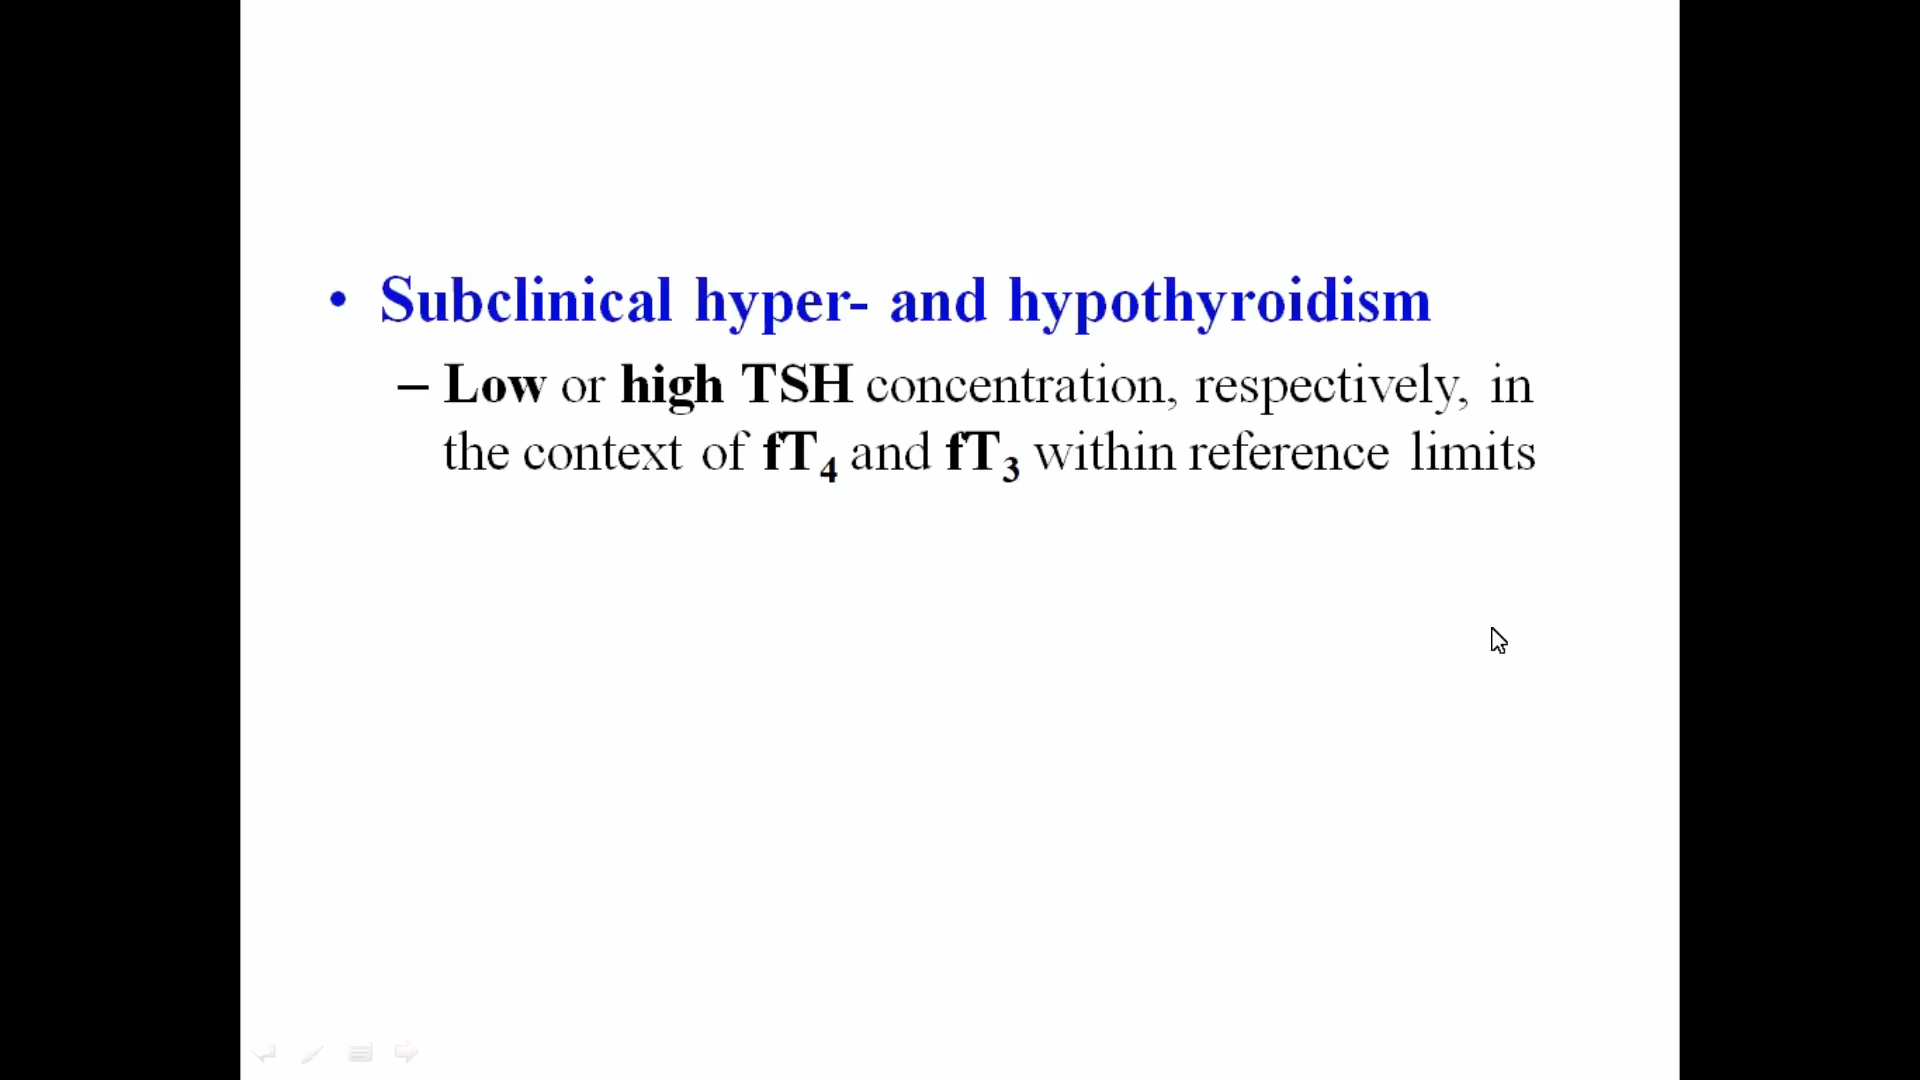 • Subclinical hyper- and hypothyroidism
– Low or high TSH concentration, respectively, in
the context of fT₄ and fT₃ within reference limits